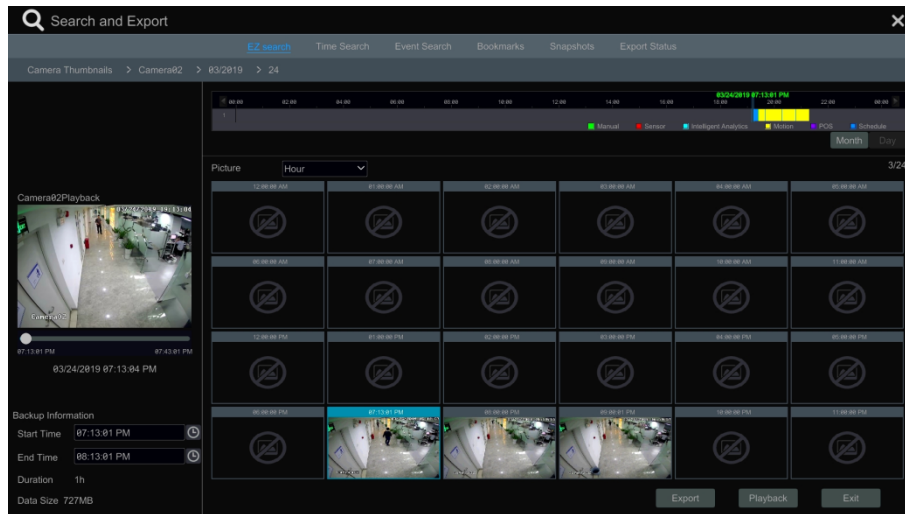 Search and Export
EZ search Time Search Event Search Bookmarks Snapshots Export Status
Camera Thumbnails > Camera02 > 03/2019 > 24
03/24/2019 07:13:01 PM
00:00 02:00 04:00 06:00 08:00 10:00 12:00 14:00 16:00 18:00 20:00 22:00 00:00
1
Manual Sensor Intelligent Analytics Motion POS Schedule
Month Day
Picture Hour 3/24
12:00:00 AM 01:00:00 AM 02:00:00 AM 03:00:00 AM 04:00:00 AM 05:00:00 AM
Camera02Playback
03/24/2019 09:13:04
Camera02
06:00:00 AM 07:00:00 AM 08:00:00 AM 09:00:00 AM 10:00:00 AM 11:00:00 AM
12:00:00 PM 01:00:00 PM 02:00:00 PM 03:00:00 PM 04:00:00 PM 05:00:00 PM
07:13:01 PM 07:43:01 PM
03/24/2019 07:13:04 PM
06:00:00 PM 07:13:01 PM 08:00:00 PM 09:00:01 PM 10:00:00 PM 11:00:00 PM
Backup Information
Start Time 07:13:01 PM
End Time 08:13:01 PM
Duration 1h
Data Size 727MB
Export Playback Exit